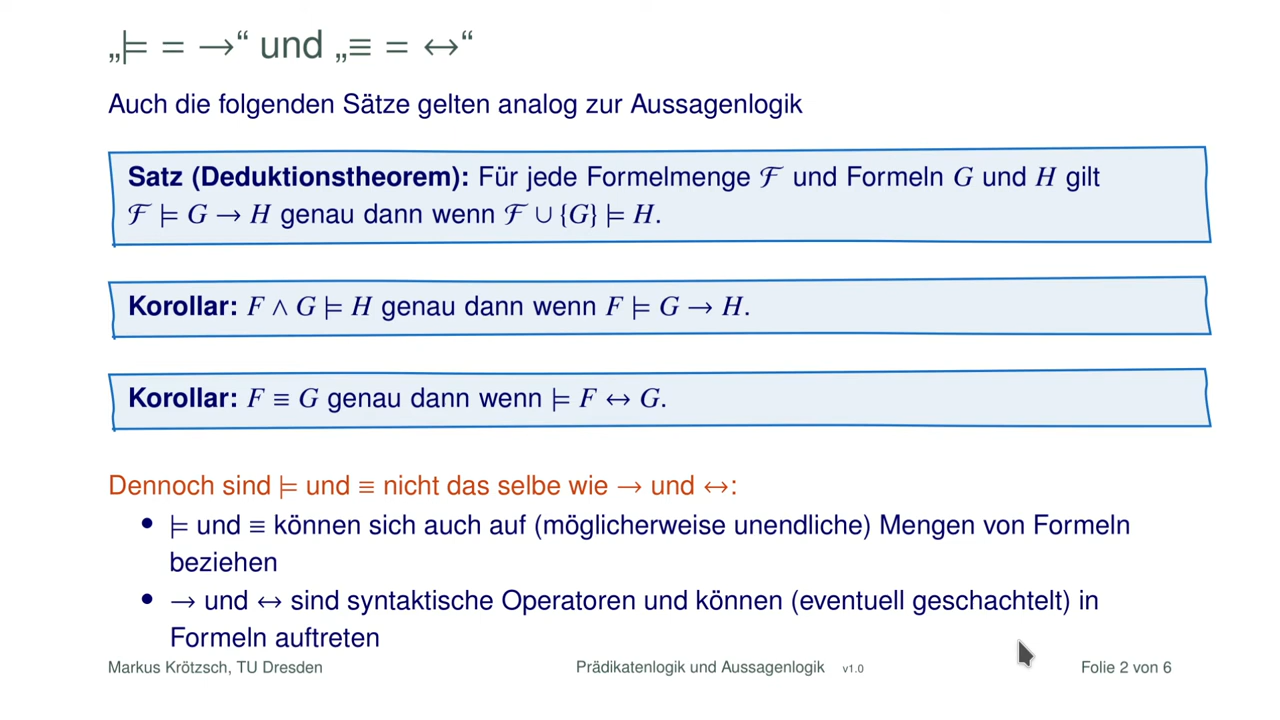 „⊨ = →“ und „≡ = ↔“
Auch die folgenden Sätze gelten analog zur Aussagenlogik
Satz (Deduktionstheorem): Für jede Formelmenge ℱ und Formeln G und H gilt
ℱ ⊨ G → H genau dann wenn ℱ ∪ {G} ⊨ H.
Korollar: F ∧ G ⊨ H genau dann wenn F ⊨ G → H.
Korollar: F ≡ G genau dann wenn ⊨ F ↔ G.
Dennoch sind ⊨ und ≡ nicht das selbe wie → und ↔:
• ⊨ und ≡ können sich auch auf (möglicherweise unendliche) Mengen von Formeln
beziehen
• → und ↔ sind syntaktische Operatoren und können (eventuell geschachtelt) in
Formeln auftreten
Markus Krötzsch, TU Dresden Prädikatenlogik und Aussagenlogik v1.0 Folie 2 von 6